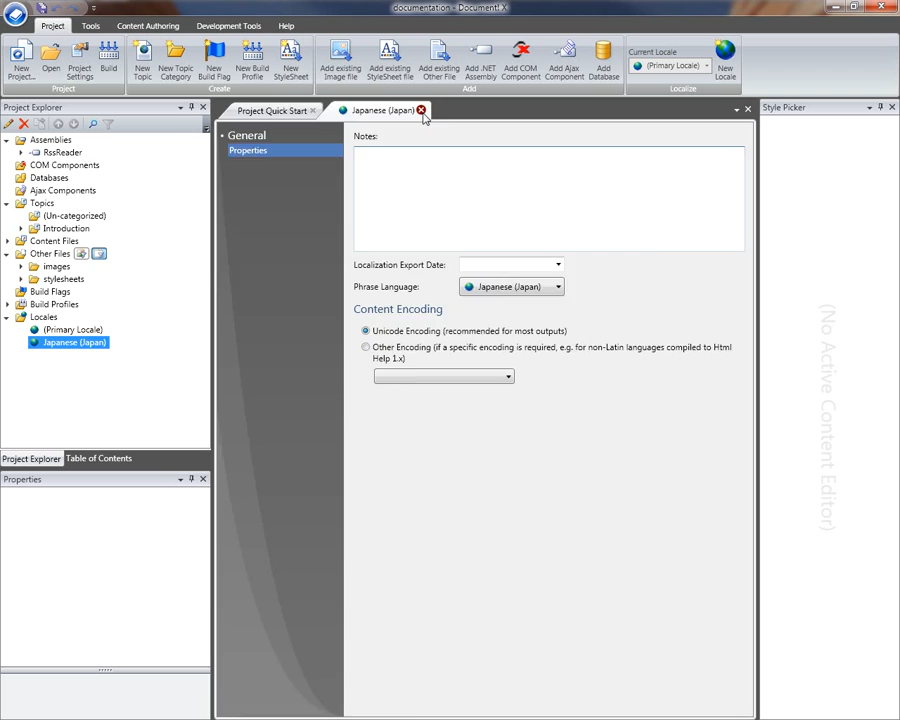 documentation - Document! X
Project
Tools
Content Authoring
Development Tools
Help
New
Project...
Open
Project
Settings
Build
New
Topic
New Topic
Category
New
Build Flag
New Build
Profile
New
StyleSheet
Add existing
Image file
Add existing
StyleSheet file
Add existing
Other File
Add .NET
Assembly
Add COM
Component
Add Ajax
Component
Add
Database
Current Locale
(Primary Locale)
New
Locale
Project
Create
Add
Localize
Project Explorer
Project Quick Start
Japanese (Japan)
Style Picker
Assemblies
RssReader
COM Components
Databases
Ajax Components
Topics
(Un-categorized)
Introduction
Content Files
Other Files
images
stylesheets
Build Flags
Build Profiles
Locales
(Primary Locale)
Japanese (Japan)
Project Explorer
Table of Contents
Properties
General
Properties
Notes:
Localization Export Date:
Phrase Language:
Japanese (Japan)
Content Encoding
Unicode Encoding (recommended for most outputs)
Other Encoding (if a specific encoding is required, e.g. for non-Latin languages compiled to Html
Help 1.x)
(No Active Content Editor)